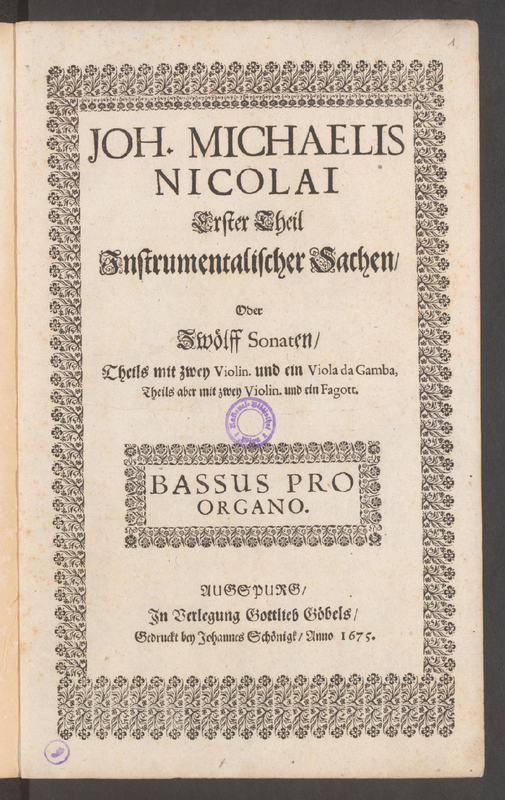 1
JOH. MICHAELIS
NICOLAI
Erster Theil
Instrumentalischer Sachen/
Oder
Zwölff Sonaten/
Theils mit zwey Violin. und ein Viola da Gamba,
Theils aber mit zwey Violin. und ein Fagott.
BASSUS PRO
ORGANO.
AUGSPURG/
In Verlegung Gottlieb Göbels/
Gedruckt bey Johannes Schönigk/ Anno 1675.